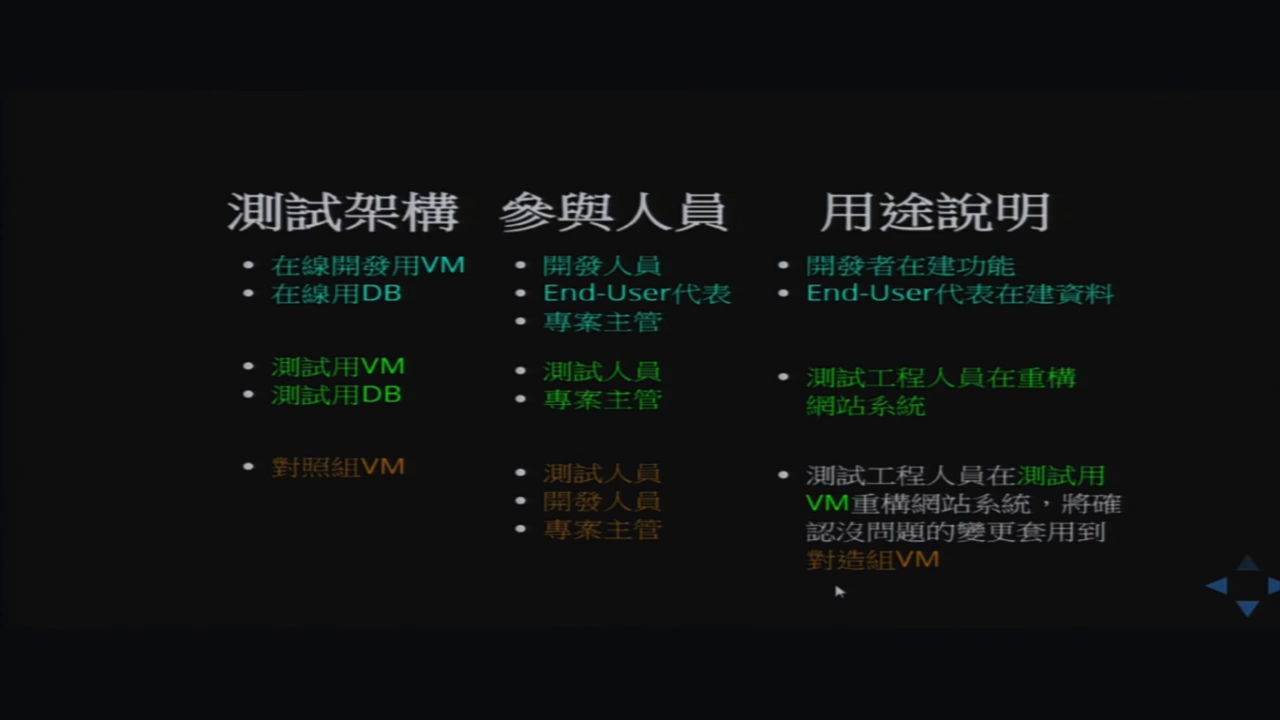 測試架構 參與人員 用途說明
在線開發用VM
在線用DB
開發人員
End-User代表
專案主管
開發者在建功能
End-User代表在建資料
測試用VM
測試用DB
測試人員
專案主管
測試工程人員在重構
網站系統
對照組VM
測試人員
開發人員
專案主管
測試工程人員在測試用
VM重構網站系統，將確
認沒問題的變更套用到
對造組VM